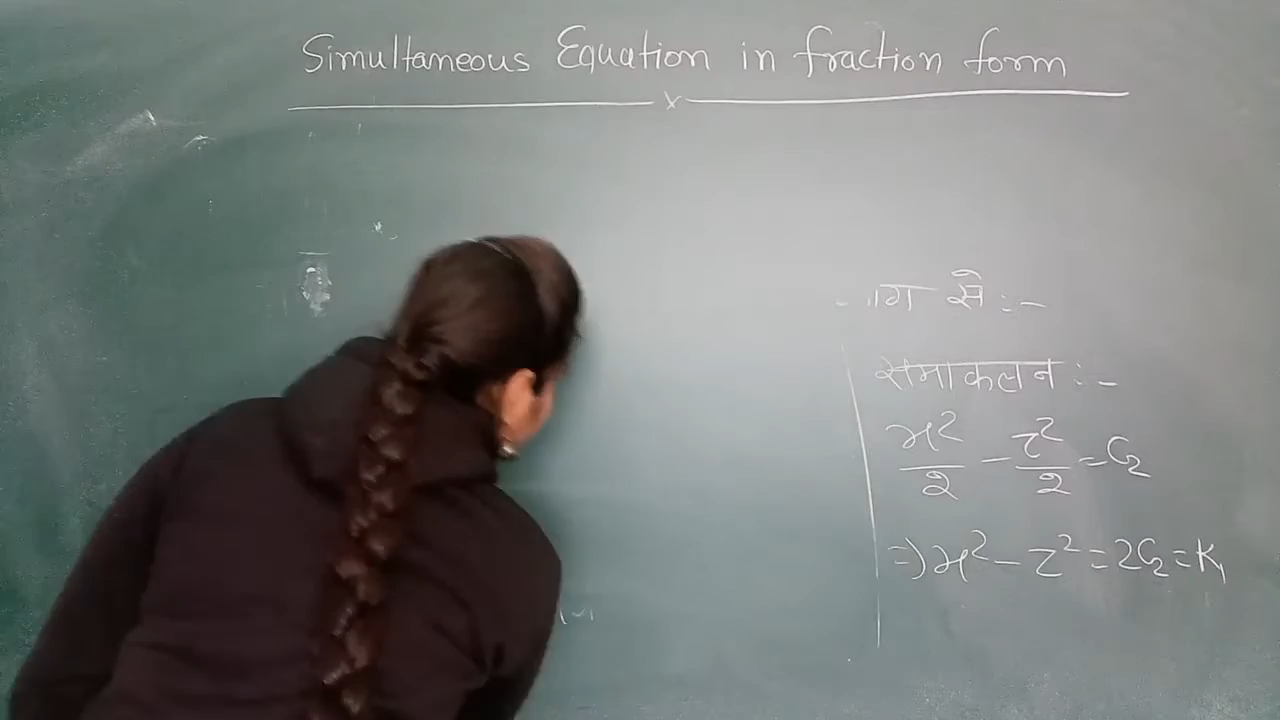 Simultaneous Equation in fraction form
से :-
समाकलन :-
x²/2 - z²/2 = C₂
⇒) x² - z² = 2C₂ = K₁